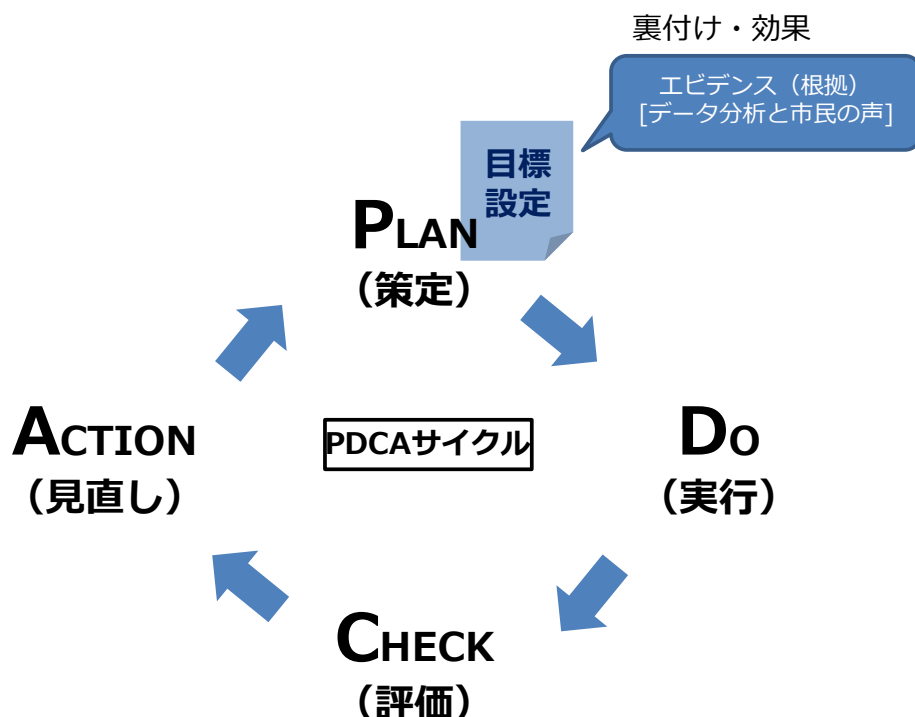 裏付け・効果
エビデンス（根拠）
[データ分析と市民の声]
目標
設定
PLAN
（策定）
ACTION
（見直し）
PDCAサイクル
DO
（実行）
CHECK
（評価）